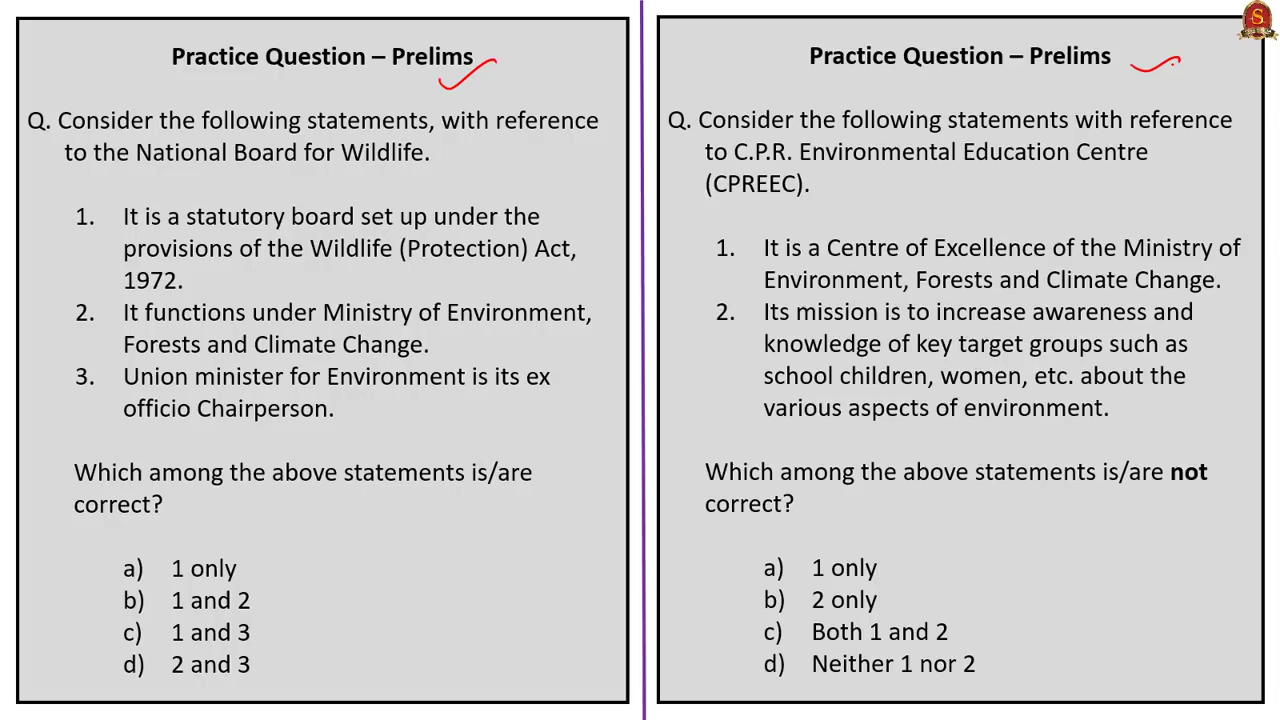 Practice Question – Prelims
Q. Consider the following statements, with reference
to the National Board for Wildlife.
1. It is a statutory board set up under the
provisions of the Wildlife (Protection) Act,
1972.
2. It functions under Ministry of Environment,
Forests and Climate Change.
3. Union minister for Environment is its ex
officio Chairperson.
Which among the above statements is/are
correct?
a) 1 only
b) 1 and 2
c) 1 and 3
d) 2 and 3
Practice Question – Prelims
Q. Consider the following statements with reference
to C.P.R. Environmental Education Centre
(CPREEC).
1. It is a Centre of Excellence of the Ministry of
Environment, Forests and Climate Change.
2. Its mission is to increase awareness and
knowledge of key target groups such as
school children, women, etc. about the
various aspects of environment.
Which among the above statements is/are not
correct?
a) 1 only
b) 2 only
c) Both 1 and 2
d) Neither 1 nor 2
S